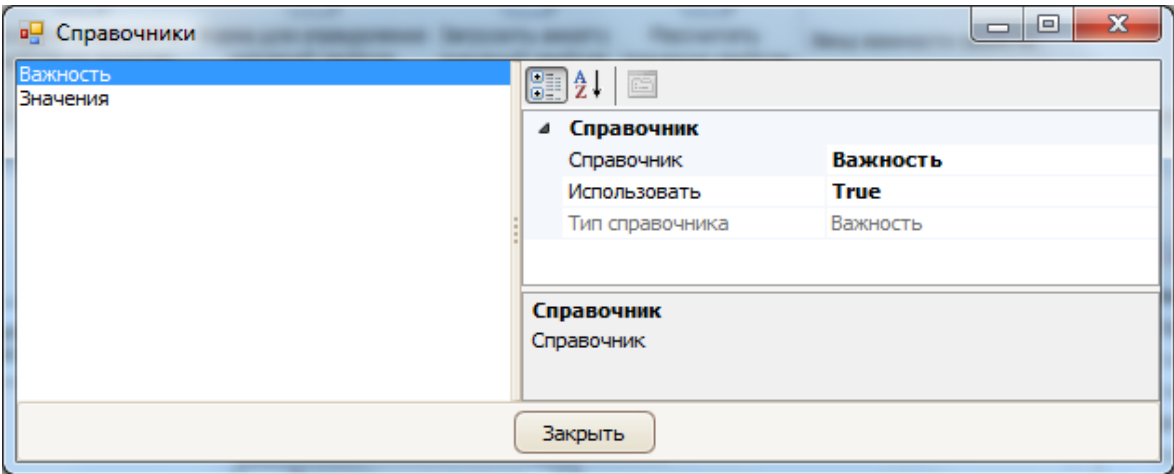 Справочники
Важность
Значения
Справочник
Справочник Важность
Использовать True
Тип справочника Важность
Справочник
Справочник
Закрыть